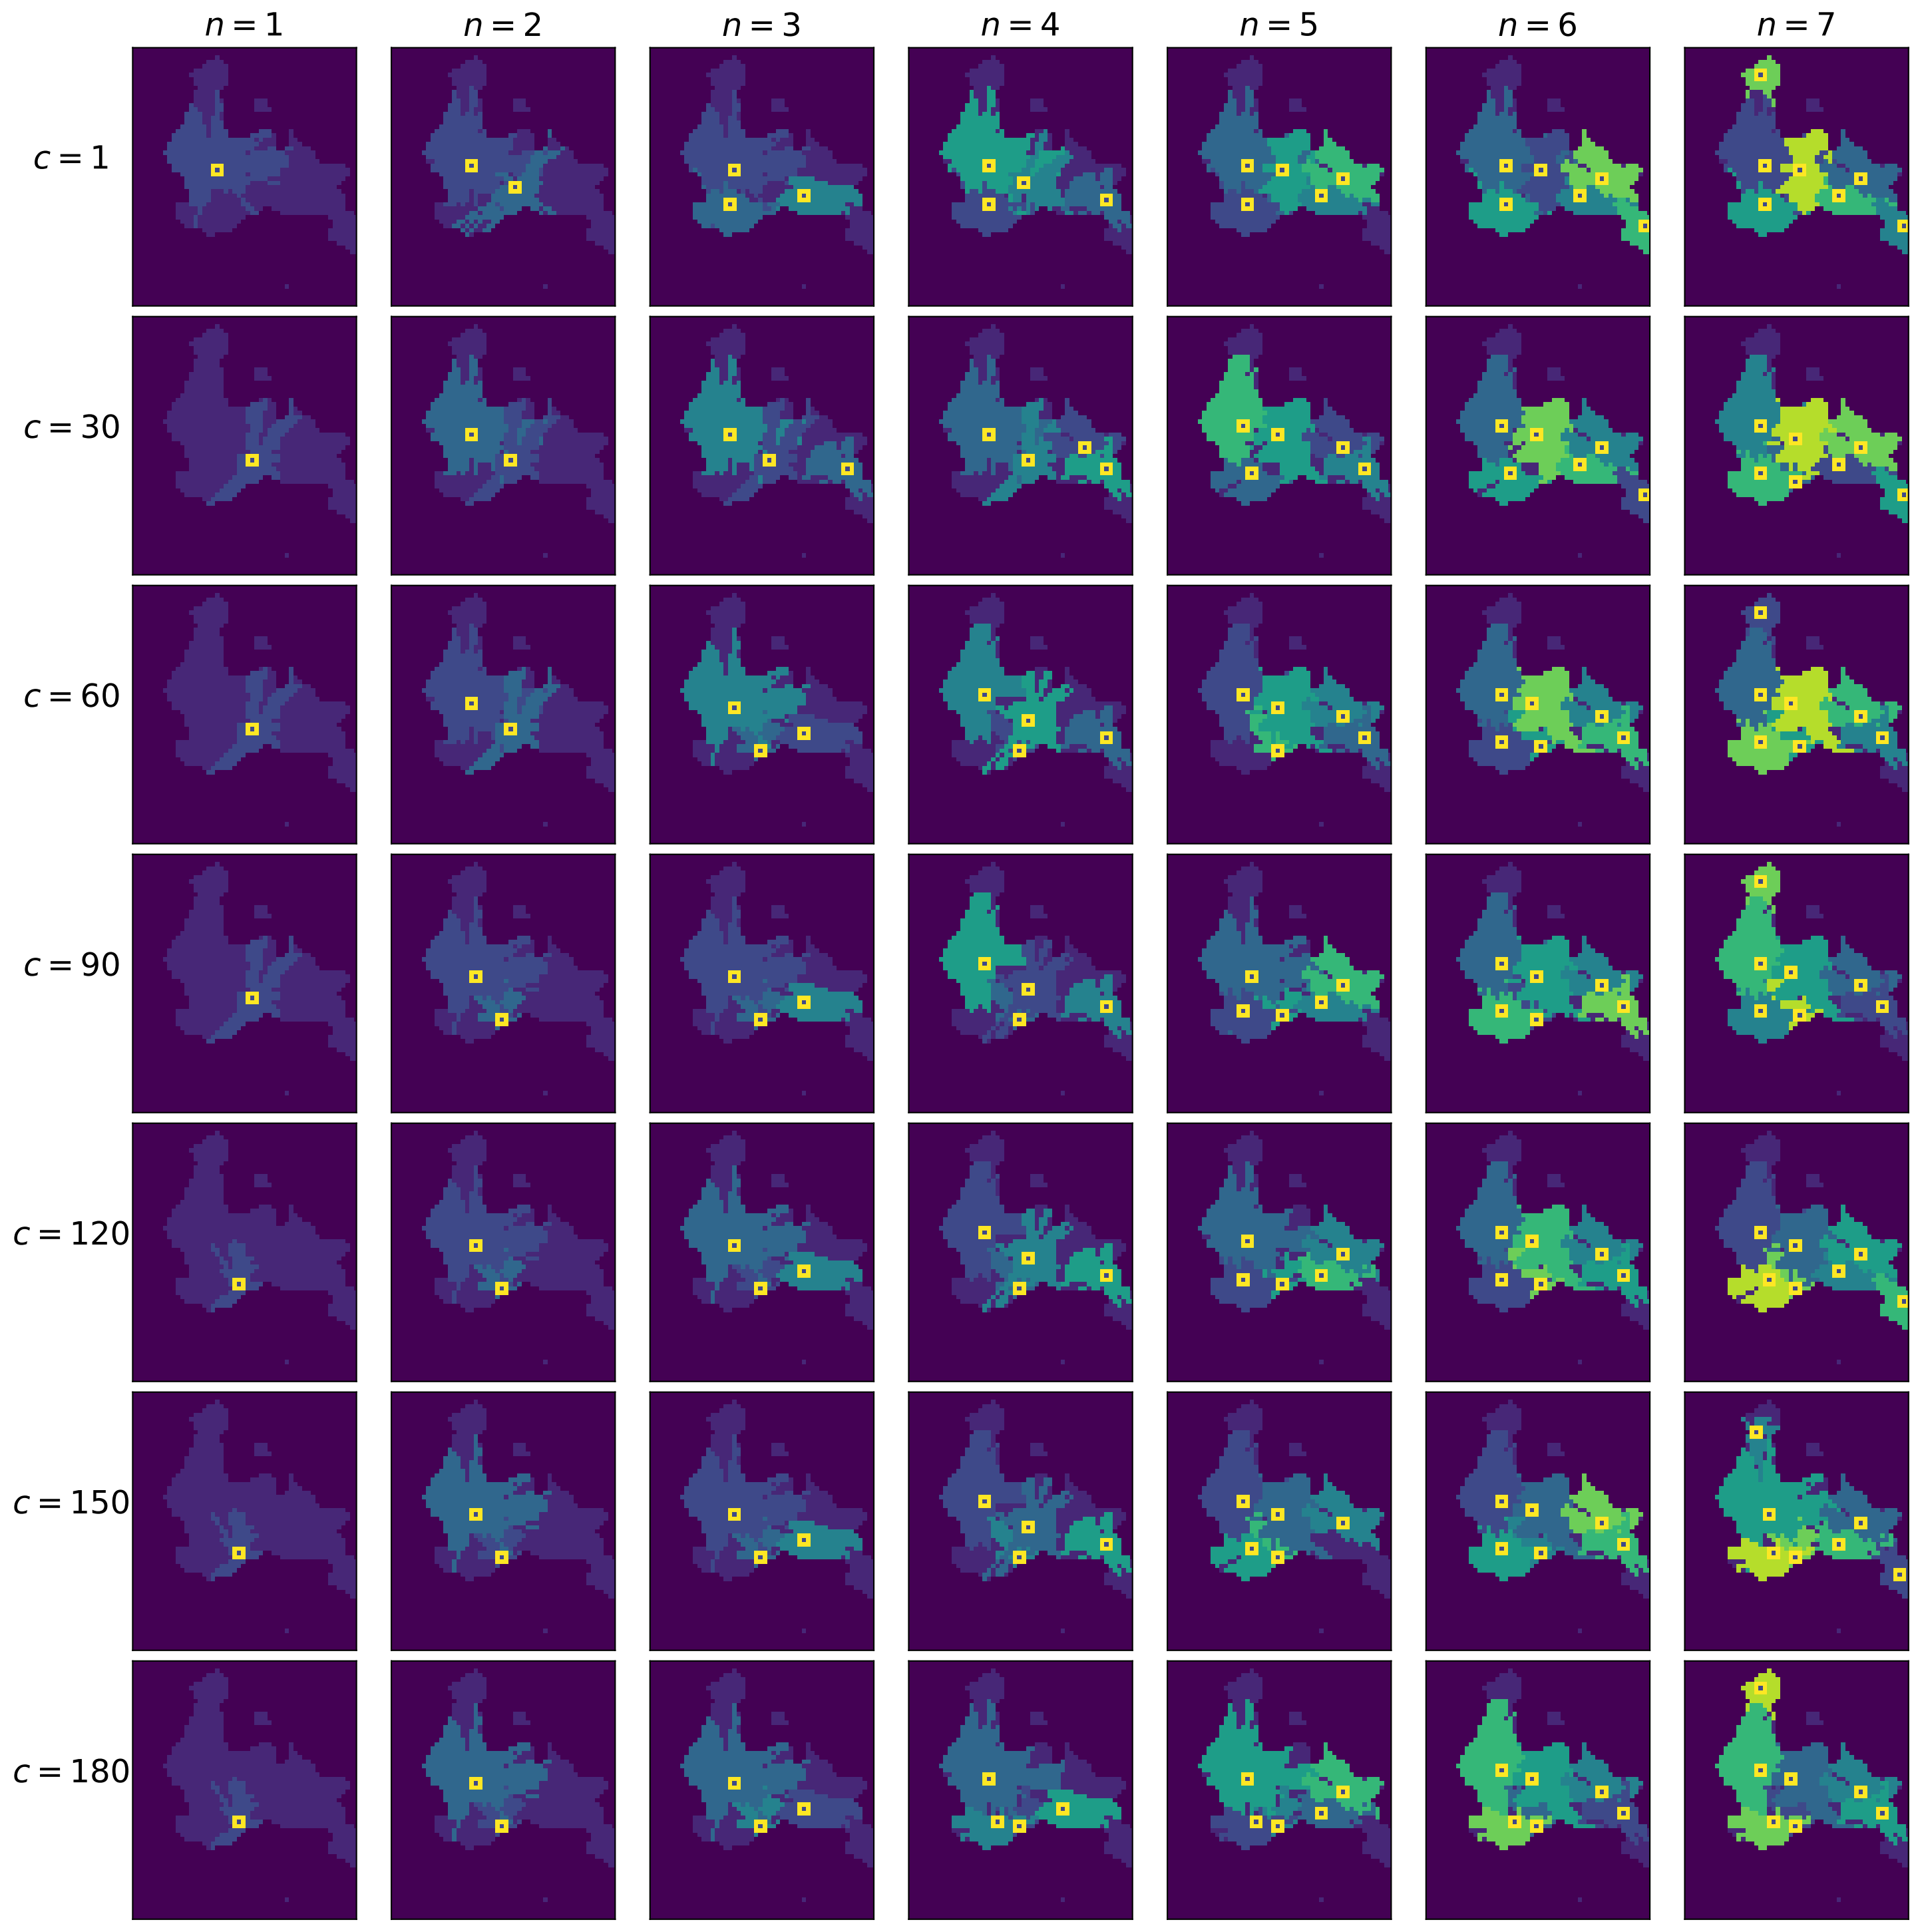 n = 1 n = 2 n = 3 n = 4 n = 5 n = 6 n = 7
c = 1
c = 30
c = 60
c = 90
c = 120
c = 150
c = 180